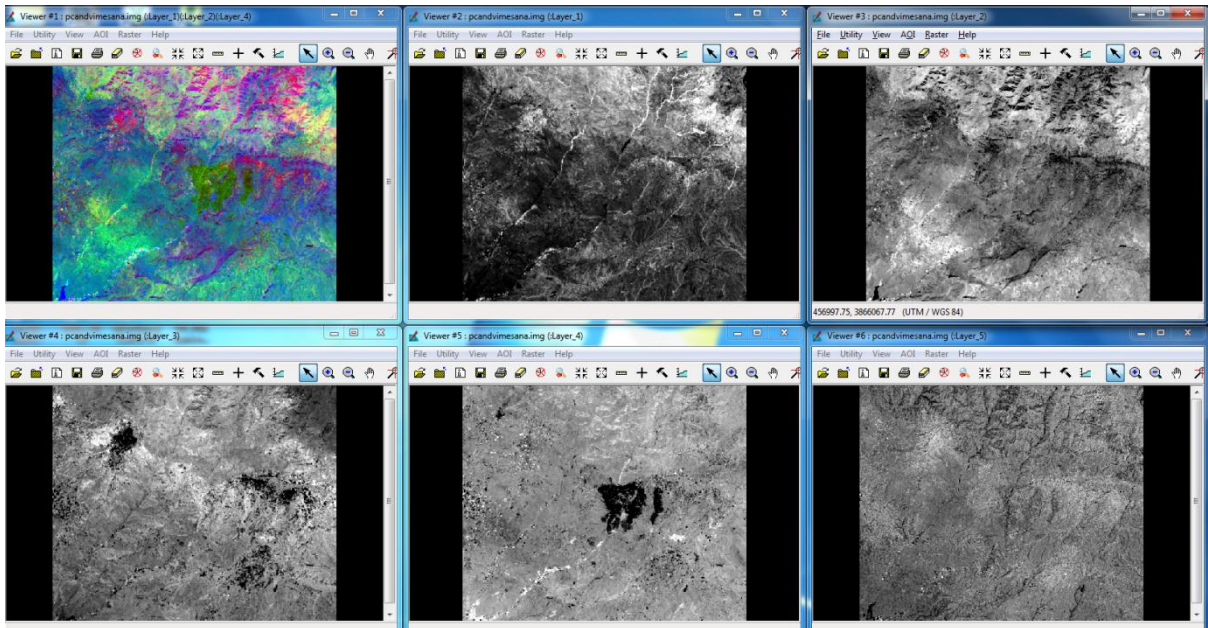 Viewer #1 : pcandvimesana.img (:Layer_1)(:Layer_2)(:Layer_4)
File Utility View AOI Raster Help
Viewer #2 : pcandvimesana.img (:Layer_1)
File Utility View AOI Raster Help
Viewer #3 : pcandvimesana.img (:Layer_2)
File Utility View AOI Raster Help
456997.75, 3866067.77 (UTM / WGS 84)
Viewer #4 : pcandvimesana.img (:Layer_3)
File Utility View AOI Raster Help
Viewer #5 : pcandvimesana.img (:Layer_4)
File Utility View AOI Raster Help
Viewer #6 : pcandvimesana.img (:Layer_5)
File Utility View AOI Raster Help